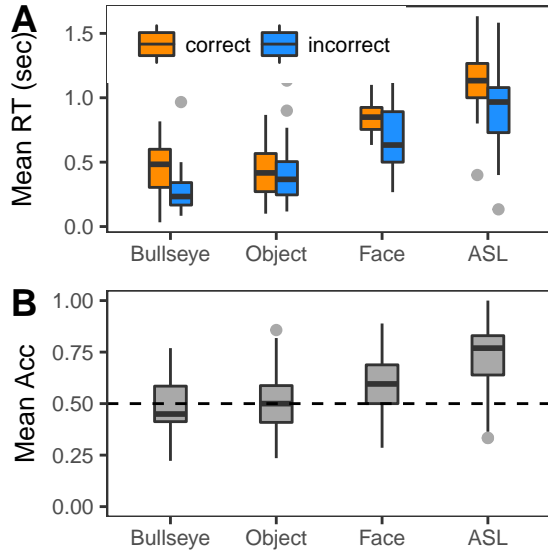 A
Mean RT (sec)
correct incorrect
1.5
1.0
0.5
0.0
Bullseye Object Face ASL
B
Mean Acc
1.00
0.75
0.50
0.25
0.00
Bullseye Object Face ASL